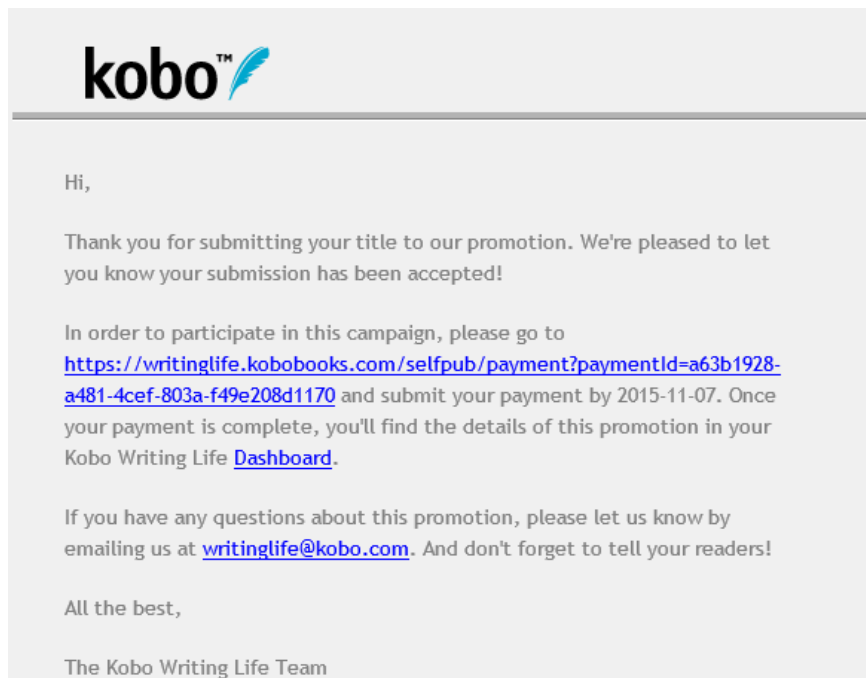 kobo™
Hi,
Thank you for submitting your title to our promotion. We're pleased to let
you know your submission has been accepted!
In order to participate in this campaign, please go to
https://writinglife.kobobooks.com/selfpub/payment?paymentId=a63b1928-
a481-4cef-803a-f49e208d1170 and submit your payment by 2015-11-07. Once
your payment is complete, you'll find the details of this promotion in your
Kobo Writing Life Dashboard.
If you have any questions about this promotion, please let us know by
emailing us at writinglife@kobo.com. And don't forget to tell your readers!
All the best,
The Kobo Writing Life Team